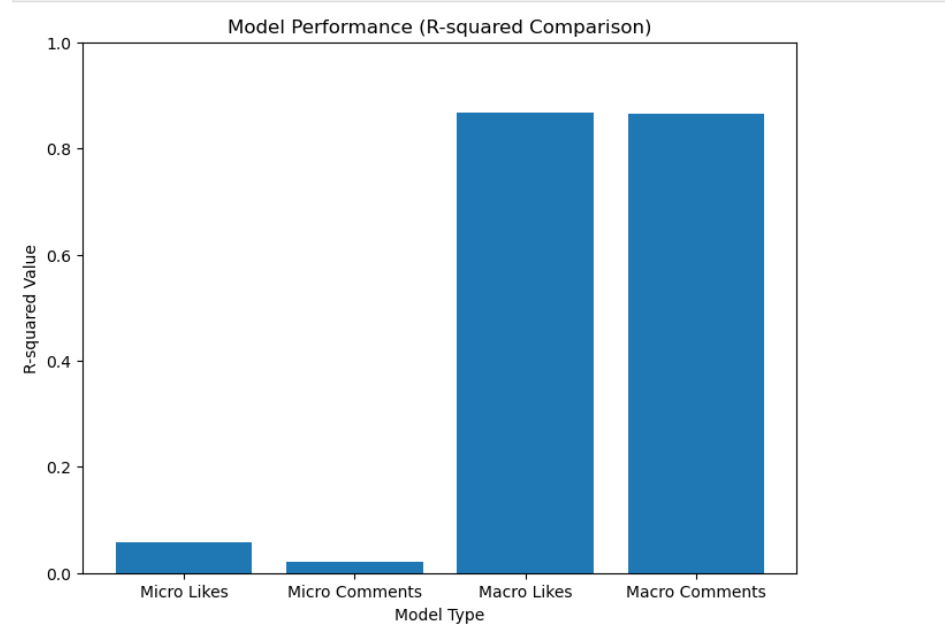 Model Performance (R-squared Comparison)
1.0
0.8
0.6
0.4
0.2
0.0
R-squared Value
Micro Likes Micro Comments Macro Likes Macro Comments
Model Type